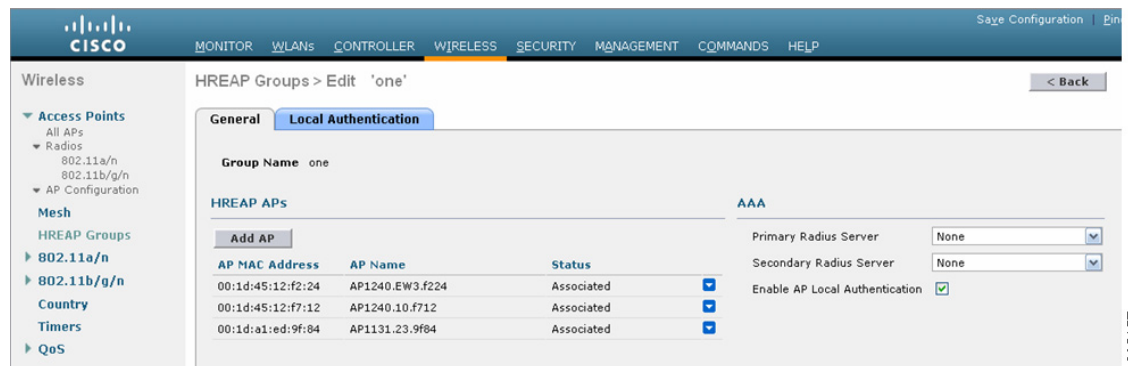 Save Configuration | Pin
CISCO
MONITOR WLANs CONTROLLER WIRELESS SECURITY MANAGEMENT COMMANDS HELP
Wireless
Access Points
All APs
Radios
802.11a/n
802.11b/g/n
AP Configuration
Mesh
HREAP Groups
802.11a/n
802.11b/g/n
Country
Timers
QoS
HREAP Groups > Edit 'one'
< Back
General Local Authentication
Group Name one
HREAP APs
Add AP
AP MAC Address AP Name Status
00:1d:45:12:f2:24 AP1240.EW3.f224 Associated
00:1d:45:12:f7:12 AP1240.10.f712 Associated
00:1d:a1:ed:9f:84 AP1131.23.9f84 Associated
AAA
Primary Radius Server None
Secondary Radius Server None
Enable AP Local Authentication